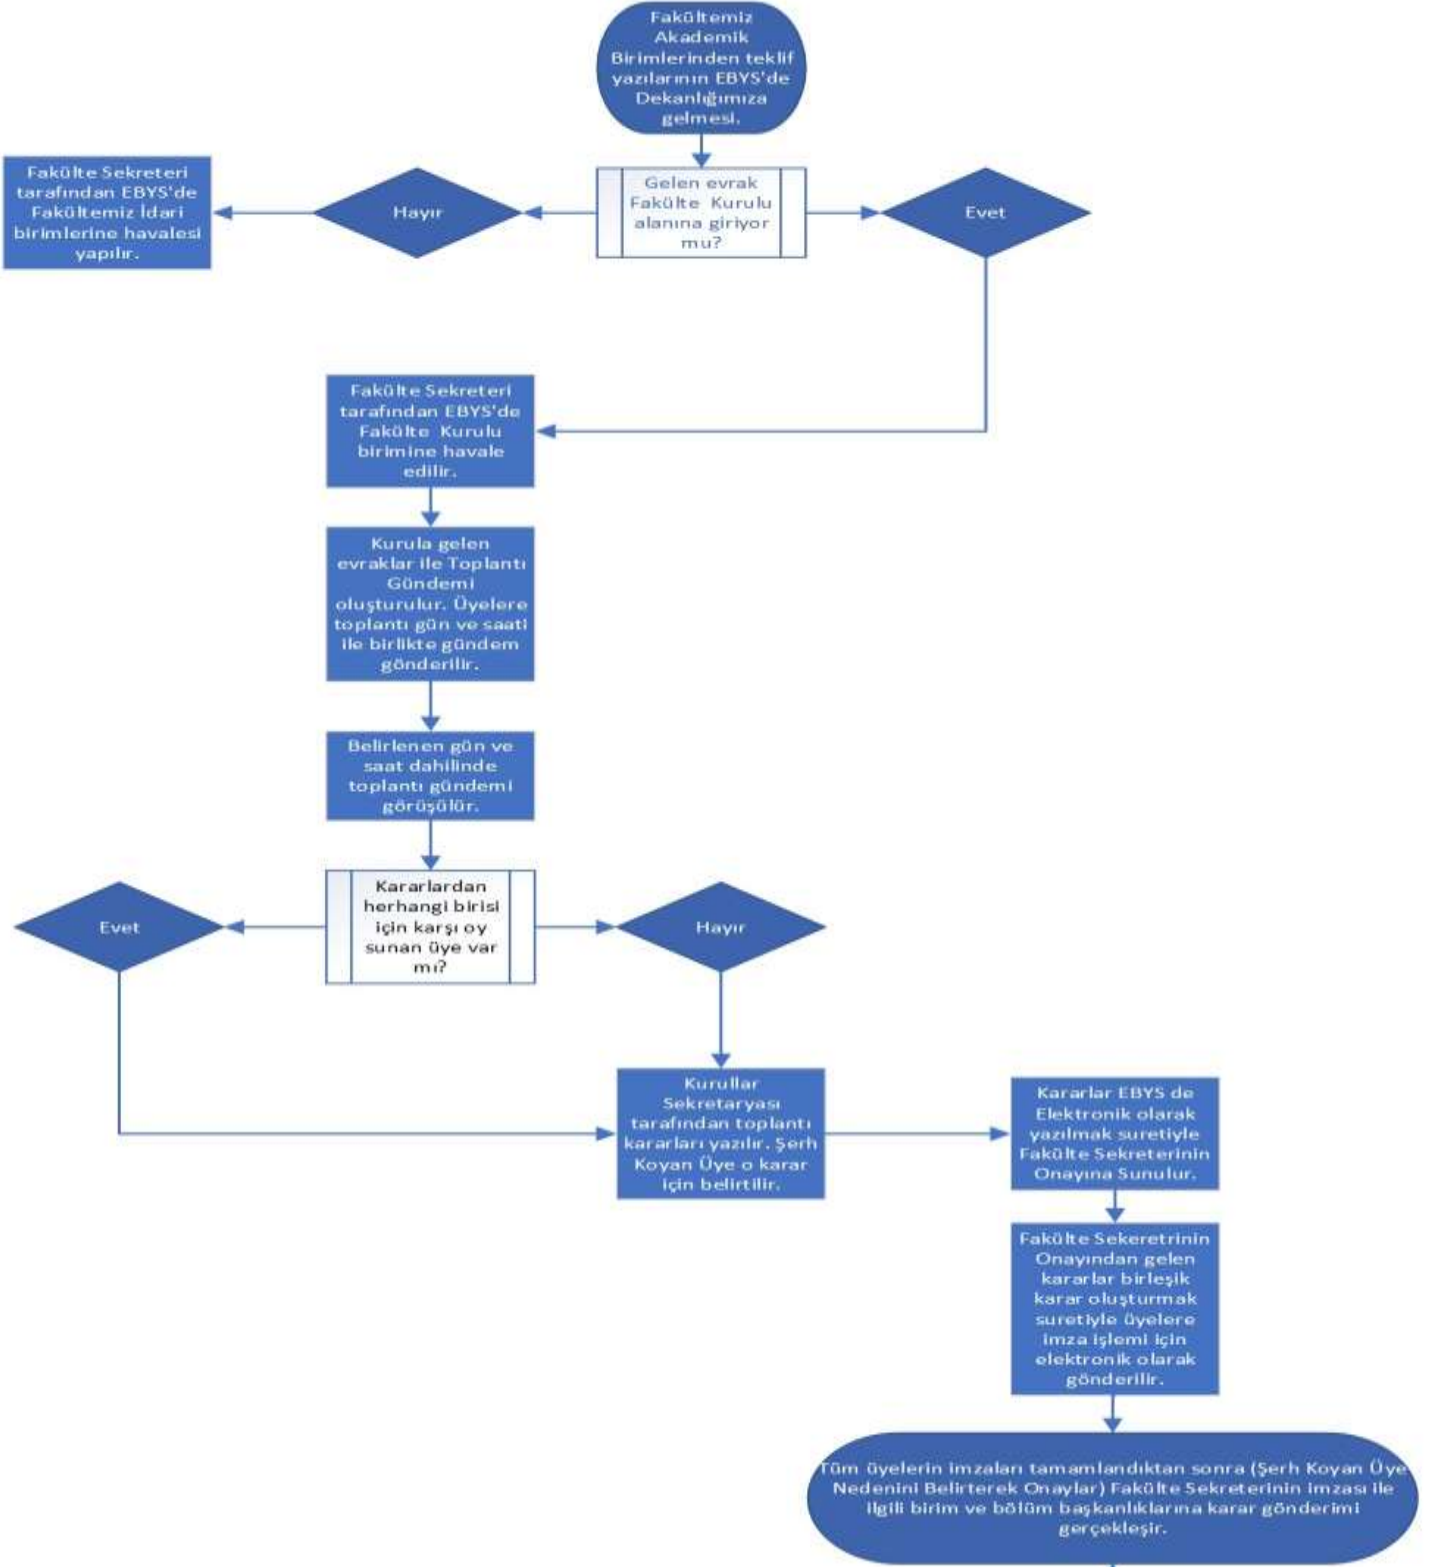 Fakültemiz
Akademik
Birimlerinden teklif
yazılarının EBYS'de
Dekanlığımıza
gelmesi.
Fakülte Sekreteri
tarafından EBYS'de
Fakültemiz İdari
birimlerine havalesi
yapılır.
Hayır
Gelen evrak
Fakülte Kurulu
alanına giriyor
mu?
Evet
Fakülte Sekreteri
tarafından EBYS'de
Fakülte Kurulu
birimine havale
edilir.
Kurula gelen
evraklar ile Toplantı
Gündemi
oluşturulur. Üyelere
toplantı gün ve saati
ile birlikte gündem
gönderilir.
Belirlenen gün ve
saat dahilinde
toplantı gündemi
görüşülür.
Evet
Kararlardan
herhangi birisi
için karşı oy
sunan üye var
mı?
Hayır
Kurullar
Sekretaryası
tarafından toplantı
kararları yazılır. Şerh
Koyan Üye o karar
için belirtilir.
Kararlar EBYS de
Elektronik olarak
yazılmak suretiyle
Fakülte Sekreterinin
Onayına Sunulur.
Fakülte Sekeretrinin
Onayından gelen
kararlar birleşik
karar oluşturmak
suretiyle üyelere
imza işlemi için
elektronik olarak
gönderilir.
Tüm üyelerin imzaları tamamlandıktan sonra (Şerh Koyan Üye
Nedenini Belirterek Onaylar) Fakülte Sekreterinin imzası ile
ilgili birim ve bölüm başkanlıklarına karar gönderimi
gerçekleşir.